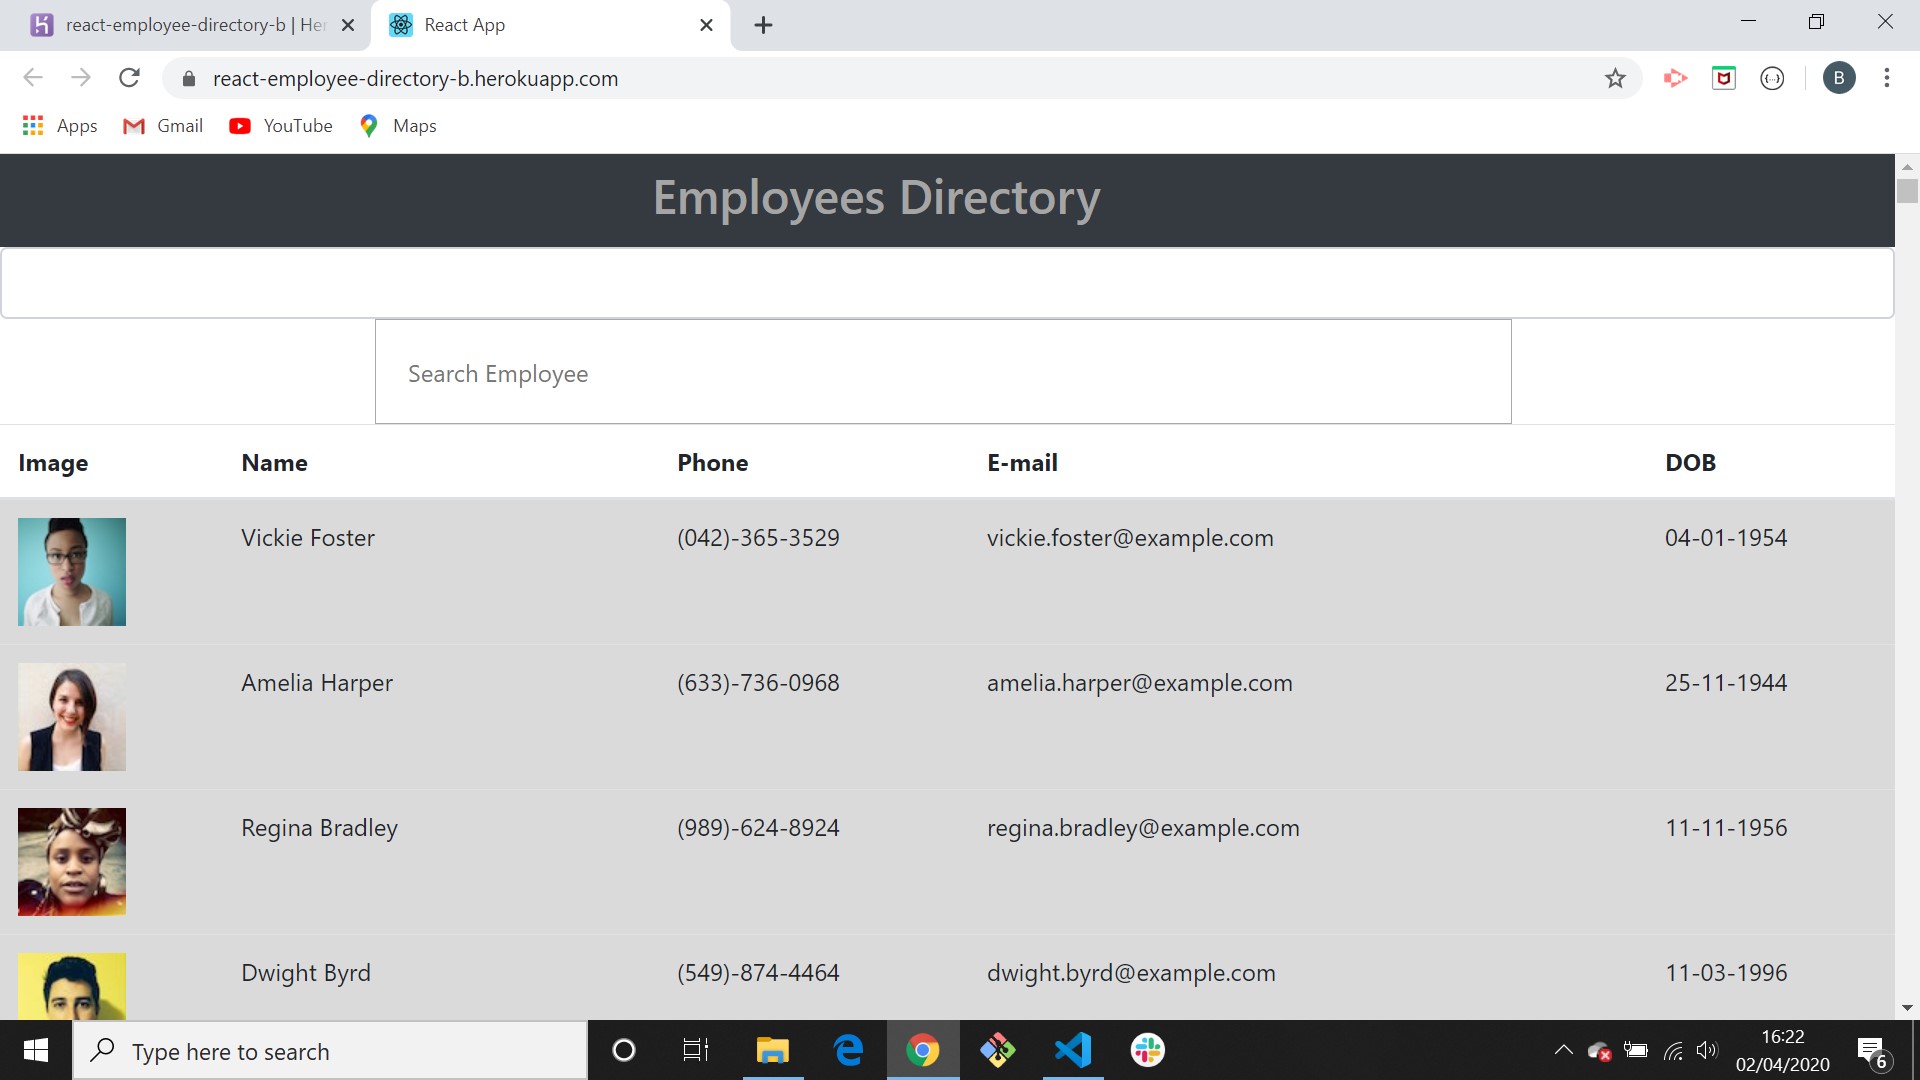 react-employee-directory-b | Her
React App
react-employee-directory-b.herokuapp.com
B
Apps
Gmail
YouTube
Maps
Employees Directory
Search Employee
Image Name Phone E-mail DOB
Vickie Foster (042)-365-3529 vickie.foster@example.com 04-01-1954
Amelia Harper (633)-736-0968 amelia.harper@example.com 25-11-1944
Regina Bradley (989)-624-8924 regina.bradley@example.com 11-11-1956
Dwight Byrd (549)-874-4464 dwight.byrd@example.com 11-03-1996
Type here to search
16:22
02/04/2020
6